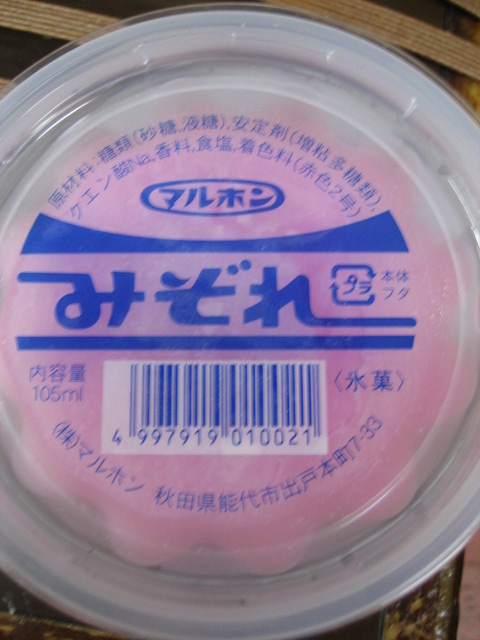 原材料:糖類(砂糖,液糖),安定剤(増粘多糖類),
クエン酸Na,香料,食塩,着色料(赤色2号)
マルホン
みぞれ
プラ
本体
フタ
内容量
105ml
〈氷菓〉
4 997919 010021
(株)マルホン 秋田県能代市出戸本町7-33